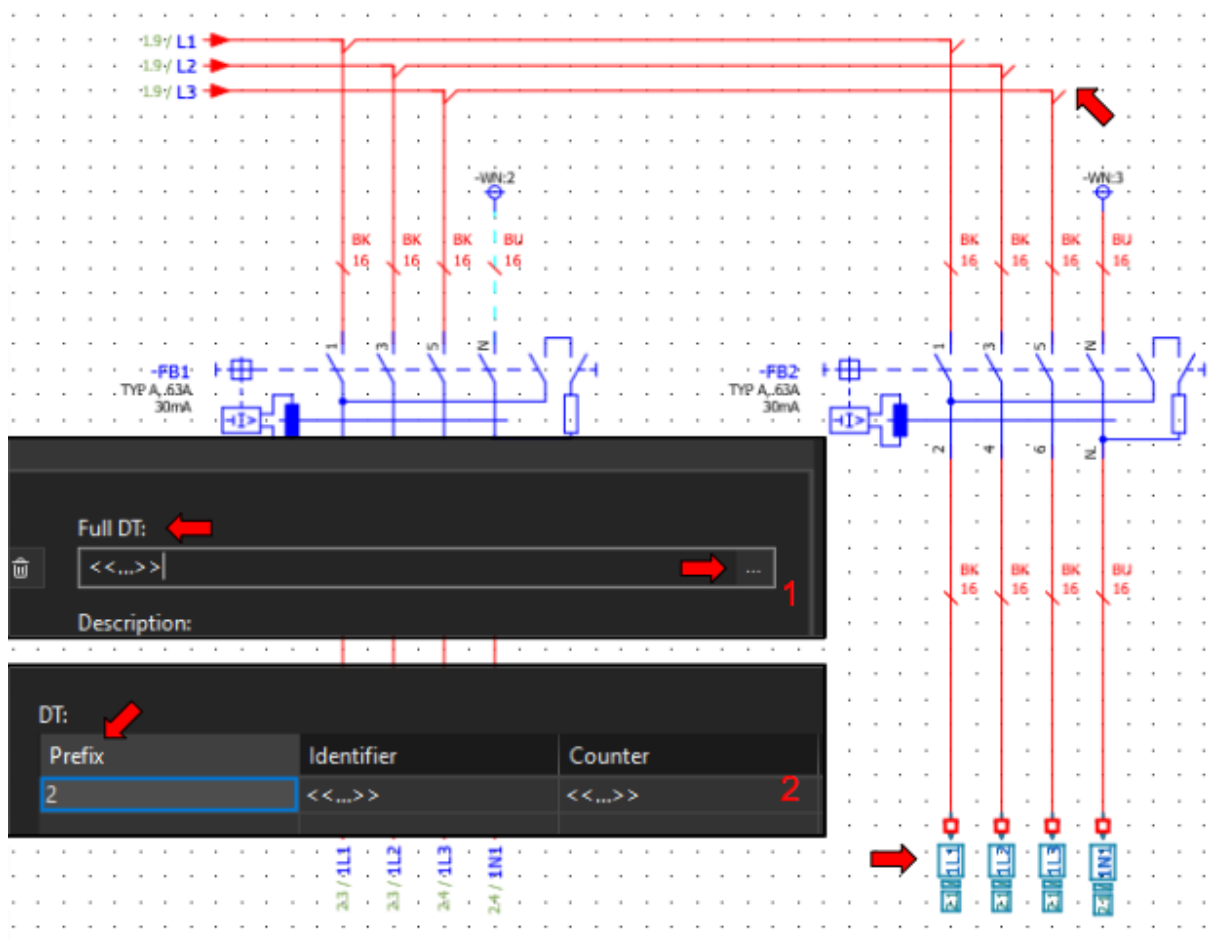 1.9 / L1
1.9 / L2
1.9 / L3
-WN:2
-WN:3
BK BK BK BU
16 16 16 16
BK BK BK BU
16 16 16 16
1 3 5 N
1 3 5 N
-FB1
TYP A,.63A
30mA
-FB2
TYP A,.63A
30mA
2 4 6 N
Full DT:
<<...>>
...
1
Description:
BK BK BK BU
16 16 16 16
DT:
Prefix Identifier Counter
2 <<...>> <<...>>
2
2.3 / 1L1
2.3 / 1L2
2.4 / 1L3
2.4 / 1N1
1L1
1L2
1L3
1N1